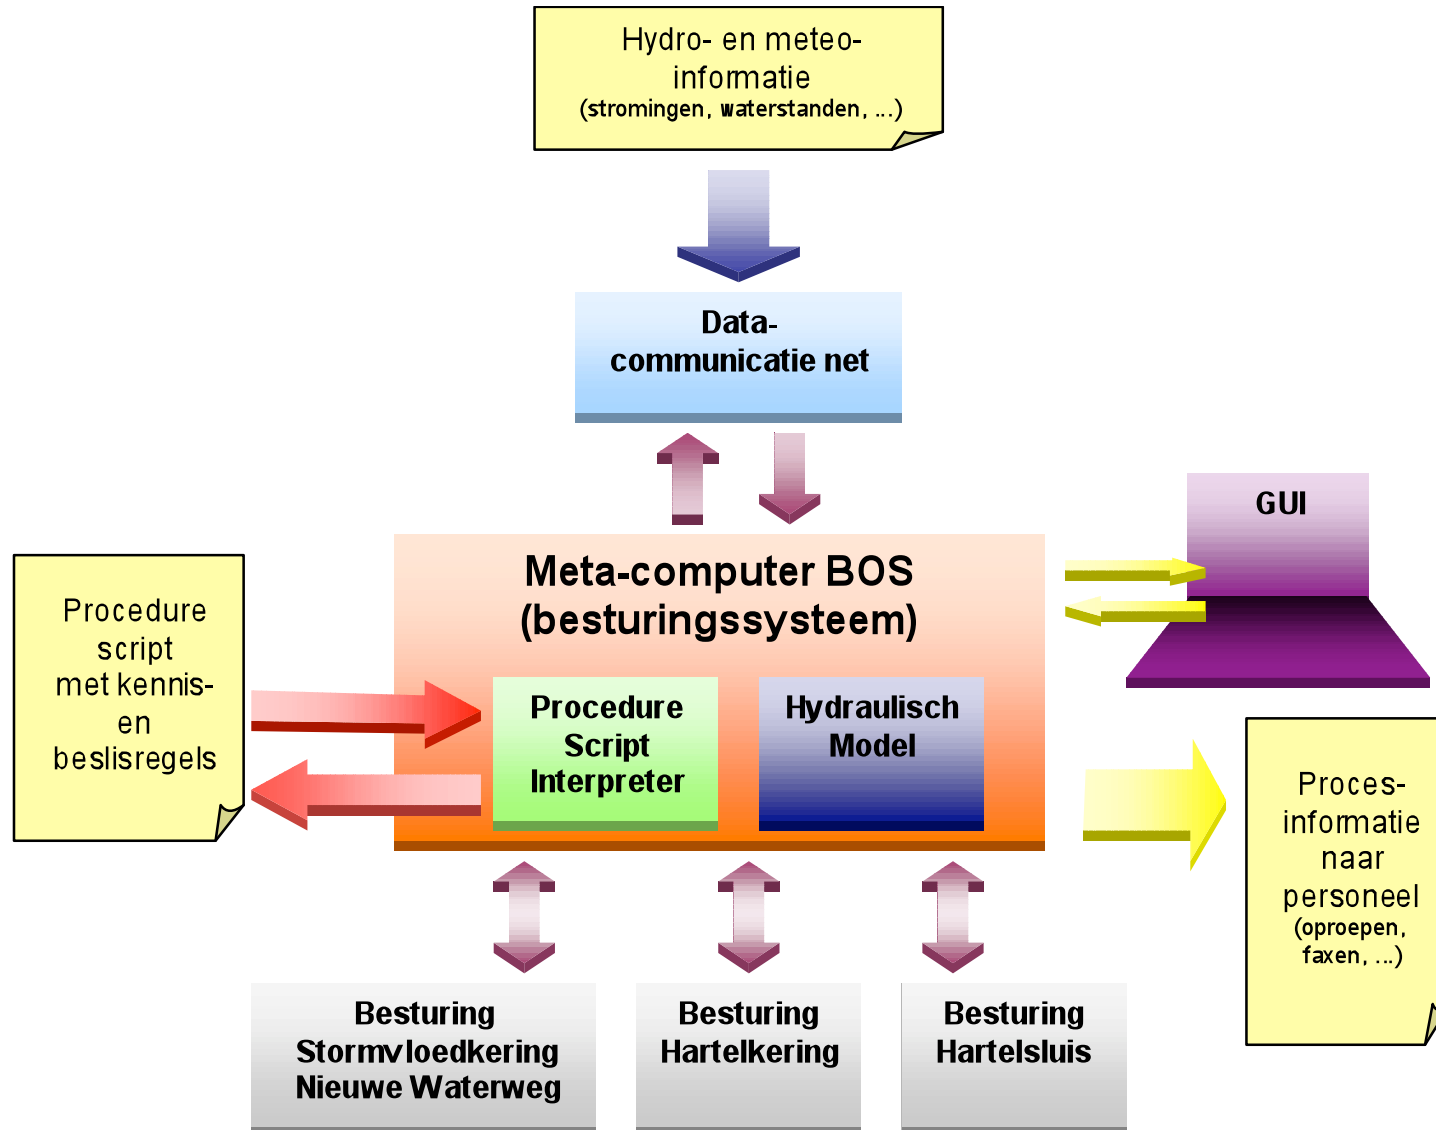 Hydro- en meteo-
informatie
(stromingen, waterstanden, ...)
Data-
communicatie net
GUI
Meta-computer BOS
(besturingssysteem)
Procedure
script
met kennis-
en
beslisregels
Procedure
Script
Interpreter
Hydraulisch
Model
Proces-
informatie
naar
personeel
(oproepen,
faxen, ...)
Besturing
Stormvloedkering
Nieuwe Waterweg
Besturing
Hartelkering
Besturing
Hartelsluis